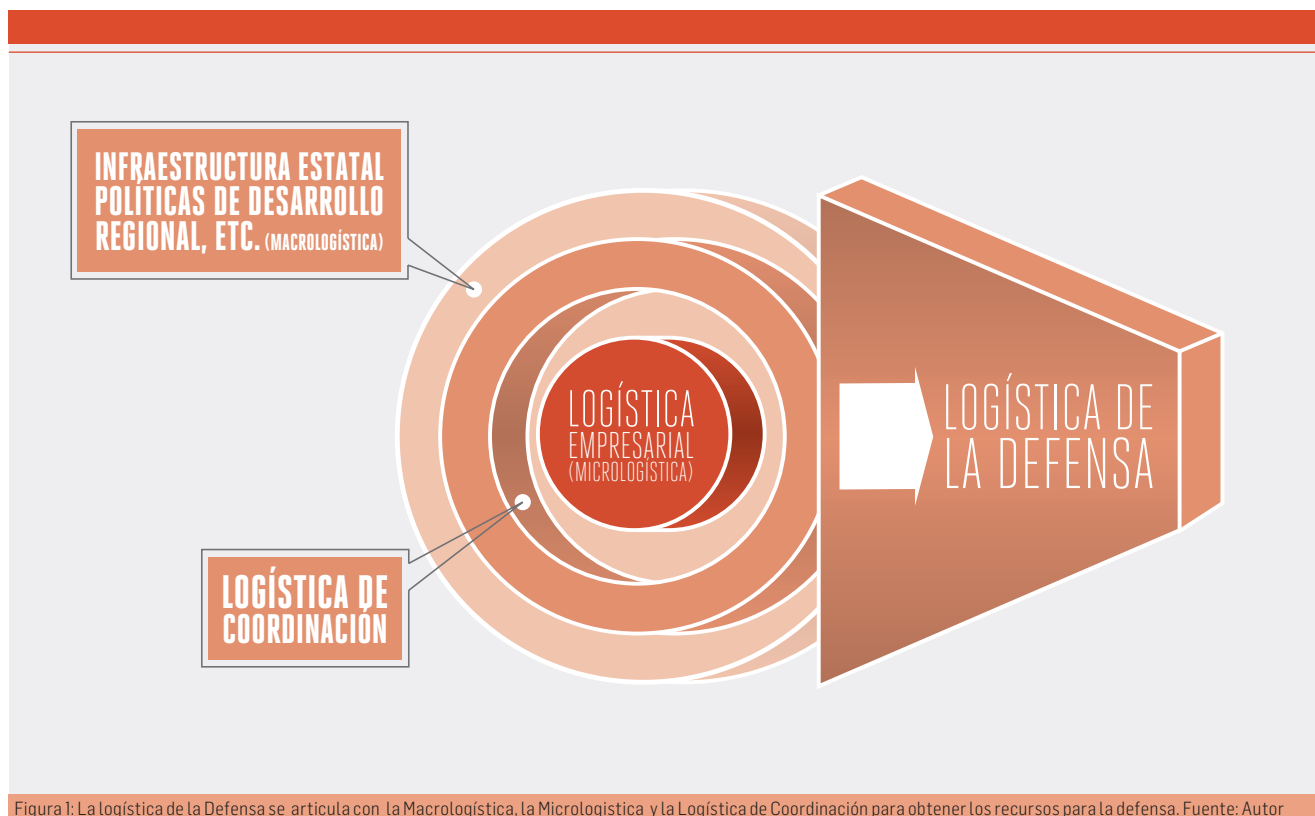 INFRAESTRUCTURA ESTATAL
POLÍTICAS DE DESARROLLO
REGIONAL, ETC. (MACROLOGÍSTICA)
LOGÍSTICA
EMPRESARIAL
(MICROLOGÍSTICA)
LOGÍSTICA DE
LA DEFENSA
LOGÍSTICA DE
COORDINACIÓN
Figura 1: La logística de la Defensa se articula con la Macrologística, la Micrologistica y la Logística de Coordinación para obtener los recursos para la defensa. Fuente: Autor